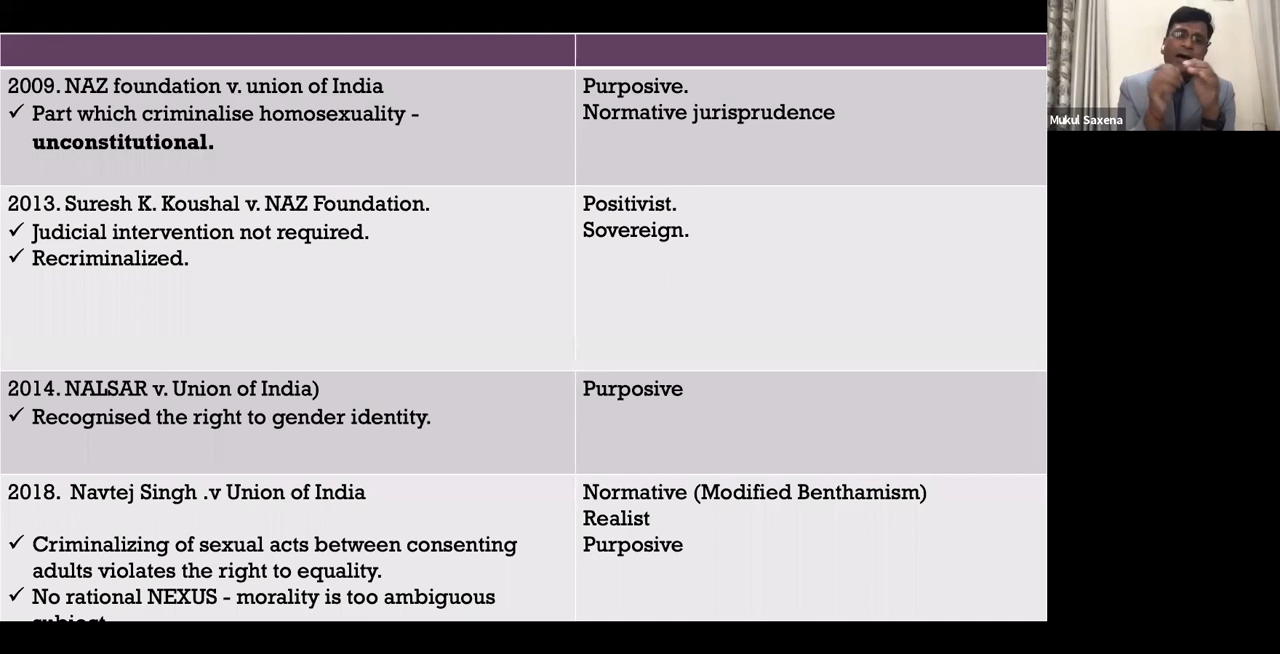 2009. NAZ foundation v. union of India
✓ Part which criminalise homosexuality -
unconstitutional.
Purposive.
Normative jurisprudence
2013. Suresh K. Koushal v. NAZ Foundation.
✓ Judicial intervention not required.
✓ Recriminalized.
Positivist.
Sovereign.
2014. NALSAR v. Union of India)
✓ Recognised the right to gender identity.
Purposive
2018. Navtej Singh .v Union of India
✓ Criminalizing of sexual acts between consenting
adults violates the right to equality.
✓ No rational NEXUS - morality is too ambiguous
Normative (Modified Benthamism)
Realist
Purposive
Mukul Saxena